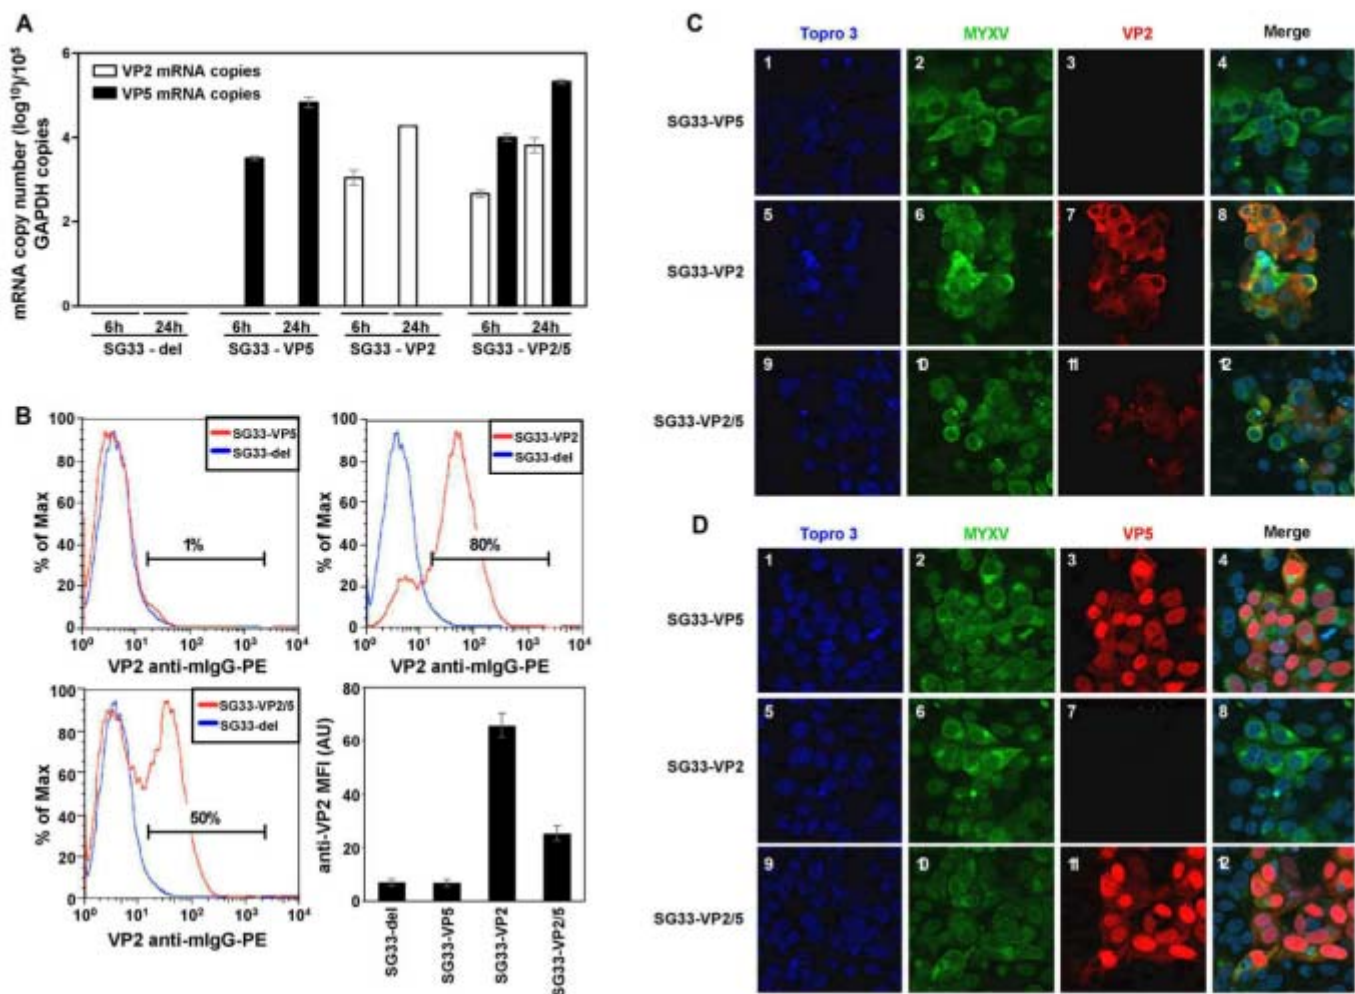 A
mRNA copy number (log¹⁰)/10⁵
GAPDH copies
6
4
2
0
VP2 mRNA copies
VP5 mRNA copies
6h 24h 6h 24h 6h 24h 6h 24h
SG33 - del SG33 - VP5 SG33 - VP2 SG33 - VP2/5
B
% of Max
100
80
60
40
20
0
SG33-VP5
SG33-del
1%
10⁰ 10¹ 10² 10³ 10⁴
VP2 anti-mIgG-PE
% of Max
100
80
60
40
20
0
SG33-VP2
SG33-del
80%
10⁰ 10¹ 10² 10³ 10⁴
VP2 anti-mIgG-PE
% of Max
100
80
60
40
20
0
SG33-VP2/5
SG33-del
50%
10⁰ 10¹ 10² 10³ 10⁴
VP2 anti-mIgG-PE
anti-VP2 MFI (AU)
80
60
40
20
0
SG33-del
SG33-VP5
SG33-VP2
SG33-VP2/5
C
Topro 3 MYXV VP2 Merge
SG33-VP5
1 2 3 4
SG33-VP2
5 6 7 8
SG33-VP2/5
9 10 11 12
D
Topro 3 MYXV VP5 Merge
SG33-VP5
1 2 3 4
SG33-VP2
5 6 7 8
SG33-VP2/5
9 10 11 12